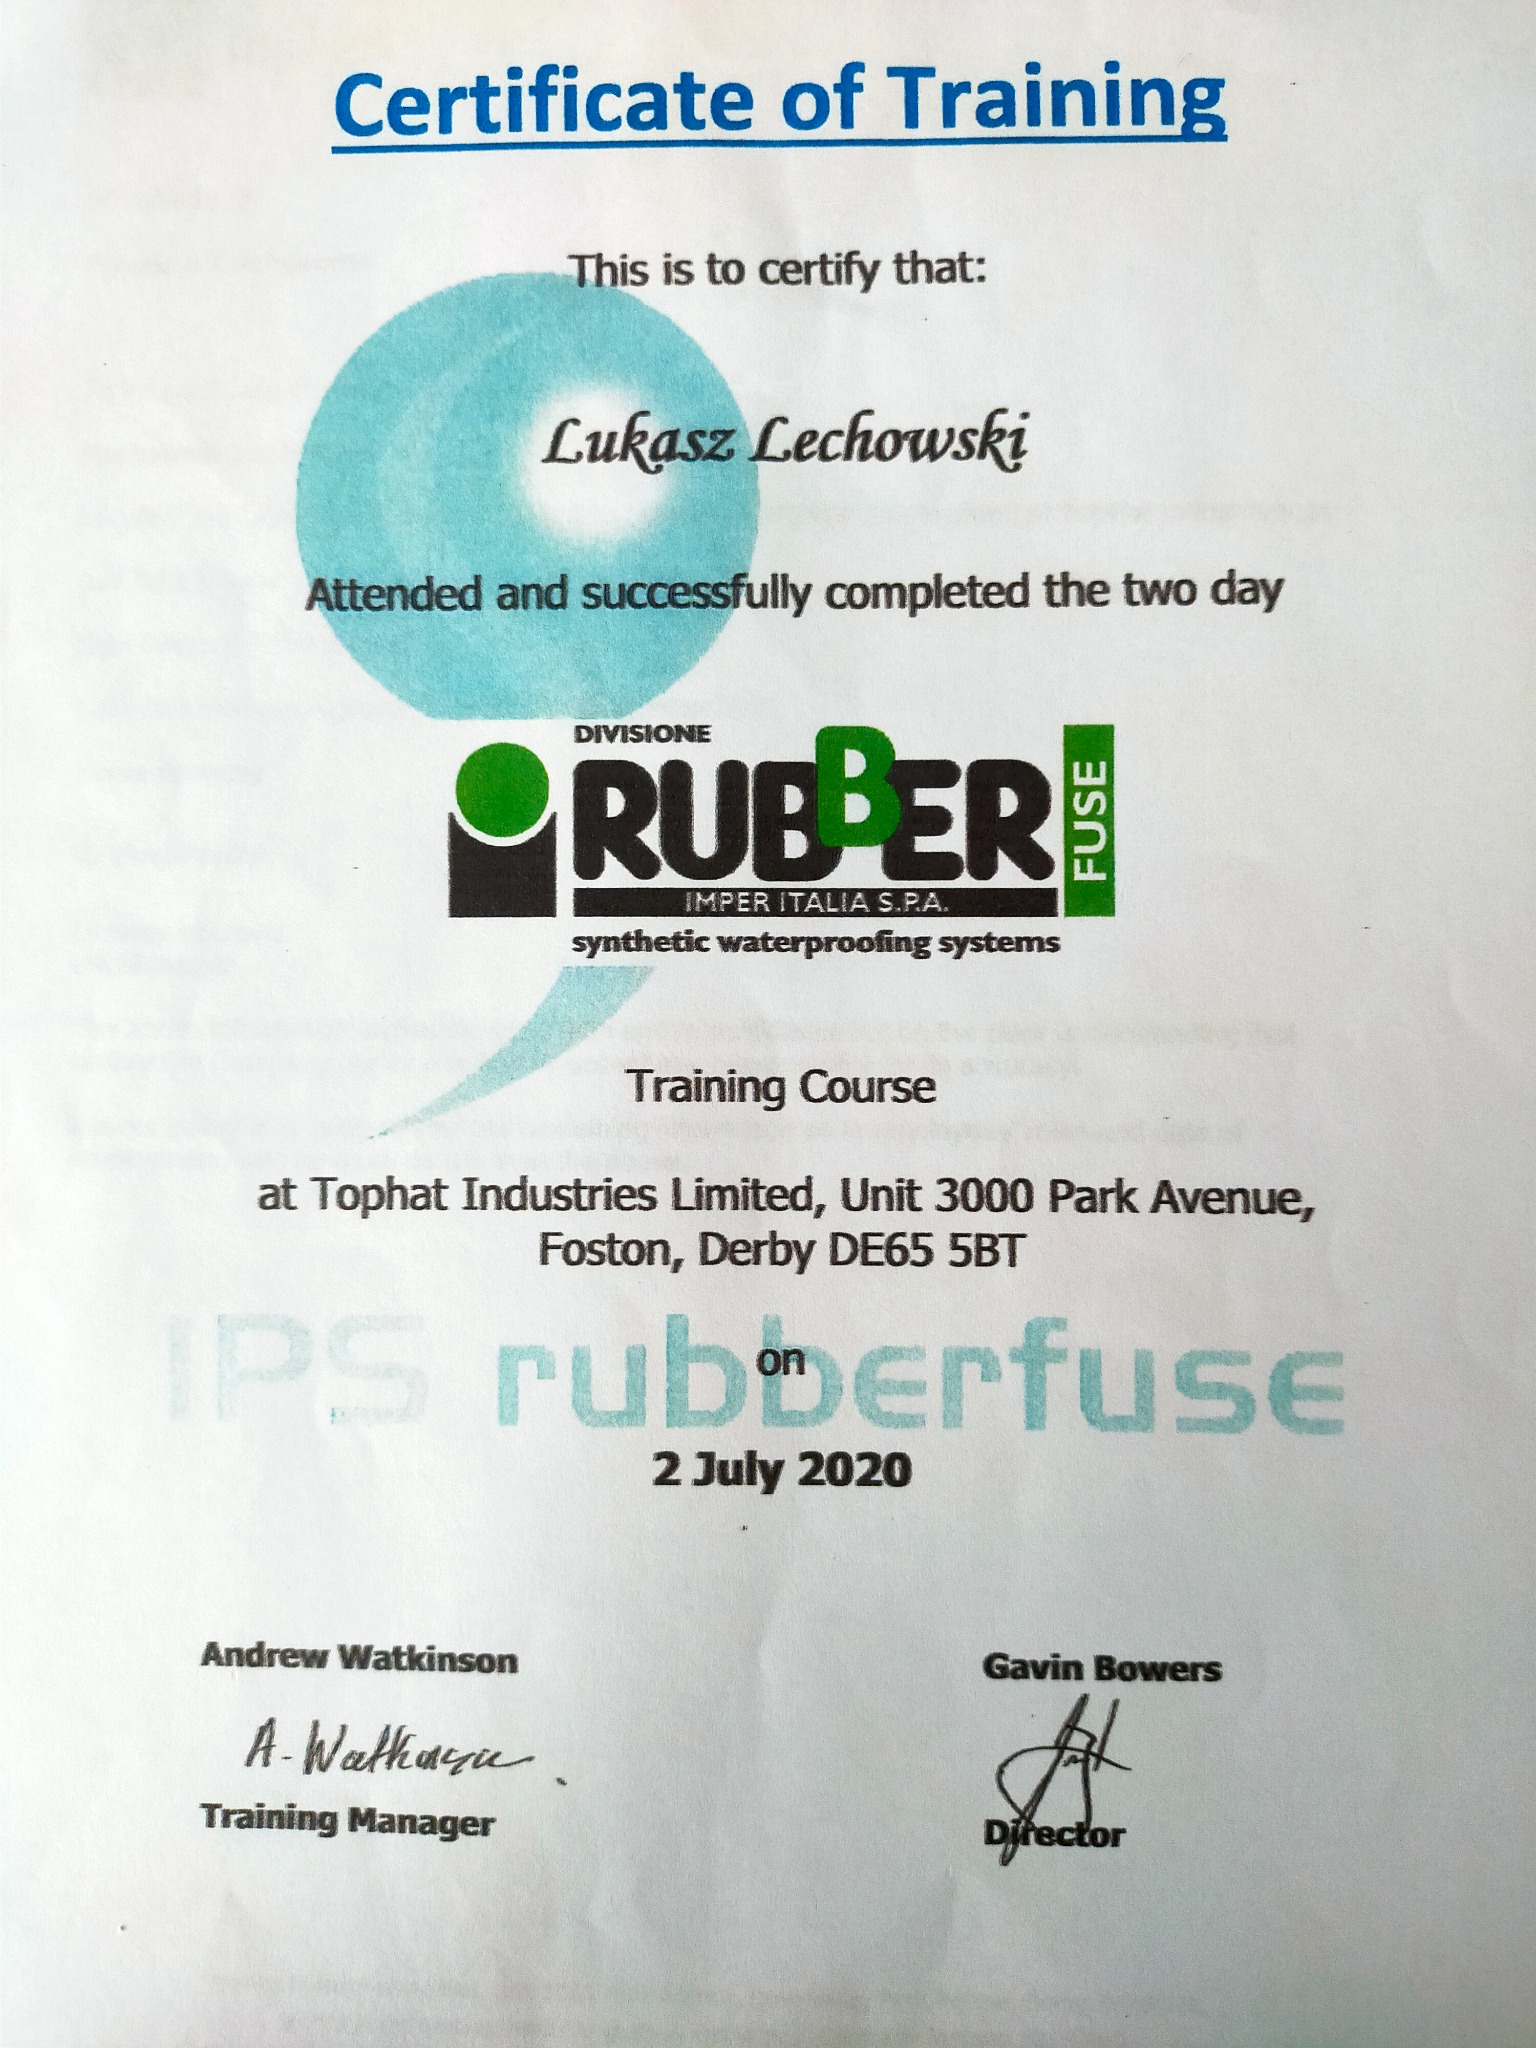 Certificate of Training
This is to certify that:
Lukasz Lechowski
Attended and successfully completed the two day
DIVISIONE
RUBBER
FUSE
IMPER ITALIA S.P.A.
synthetic waterproofing systems
Training Course
at Tophat Industries Limited, Unit 3000 Park Avenue,
Foston, Derby DE65 5BT
IPS rubberfuse
on
2 July 2020
Andrew Watkinson
Gavin Bowers
A. Watkinson
Training Manager
Director